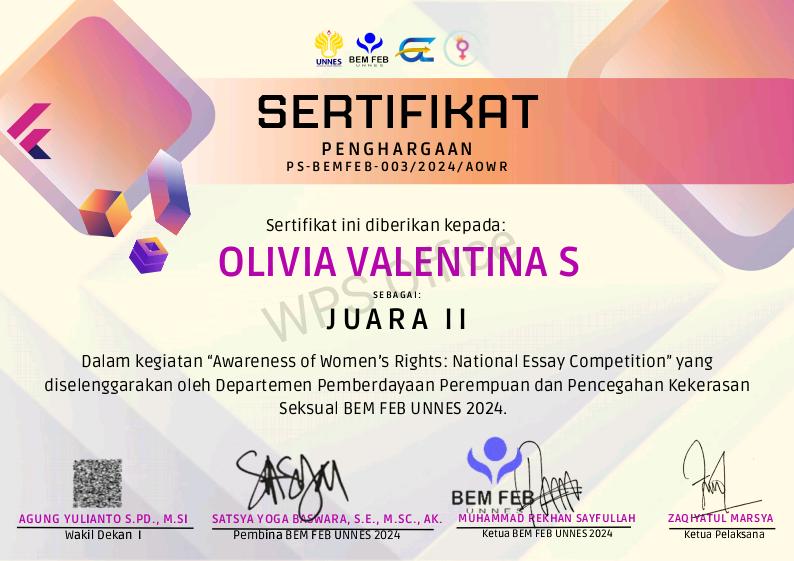 UNNES
BEM FEB
UNNES
SERTIFIKAT
PENGHARGAAN
PS-BEMFEB-003/2024/AOWR
Sertifikat ini diberikan kepada:
OLIVIA VALENTINA S
WPS Office
SEBAGAI:
JUARA II
Dalam kegiatan “Awareness of Women’s Rights: National Essay Competition” yang
diselenggarakan oleh Departemen Pemberdayaan Perempuan dan Pencegahan Kekerasan
Seksual BEM FEB UNNES 2024.
BEM FEB
UNNES
AGUNG YULIANTO S.PD., M.SI
Wakil Dekan I
SATSYA YOGA BASWARA, S.E., M.SC., AK.
Pembina BEM FEB UNNES 2024
MUHAMMAD REKHAN SAYFULLAH
Ketua BEM FEB UNNES 2024
ZAQIYATUL MARSYA
Ketua Pelaksana